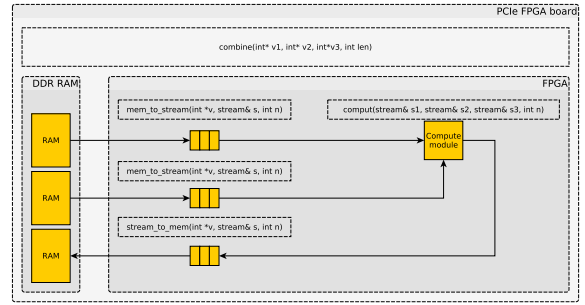 PCIe FPGA board
combine(int* v1, int* v2, int*v3, int len)
DDR RAM
FPGA
mem_to_stream(int *v, stream& s, int n)
comput(stream& s1, stream& s2, stream& s3, int n)
RAM
Compute
module
mem_to_stream(int *v, stream& s, int n)
RAM
stream_to_mem(int *v, stream& s, int n)
RAM